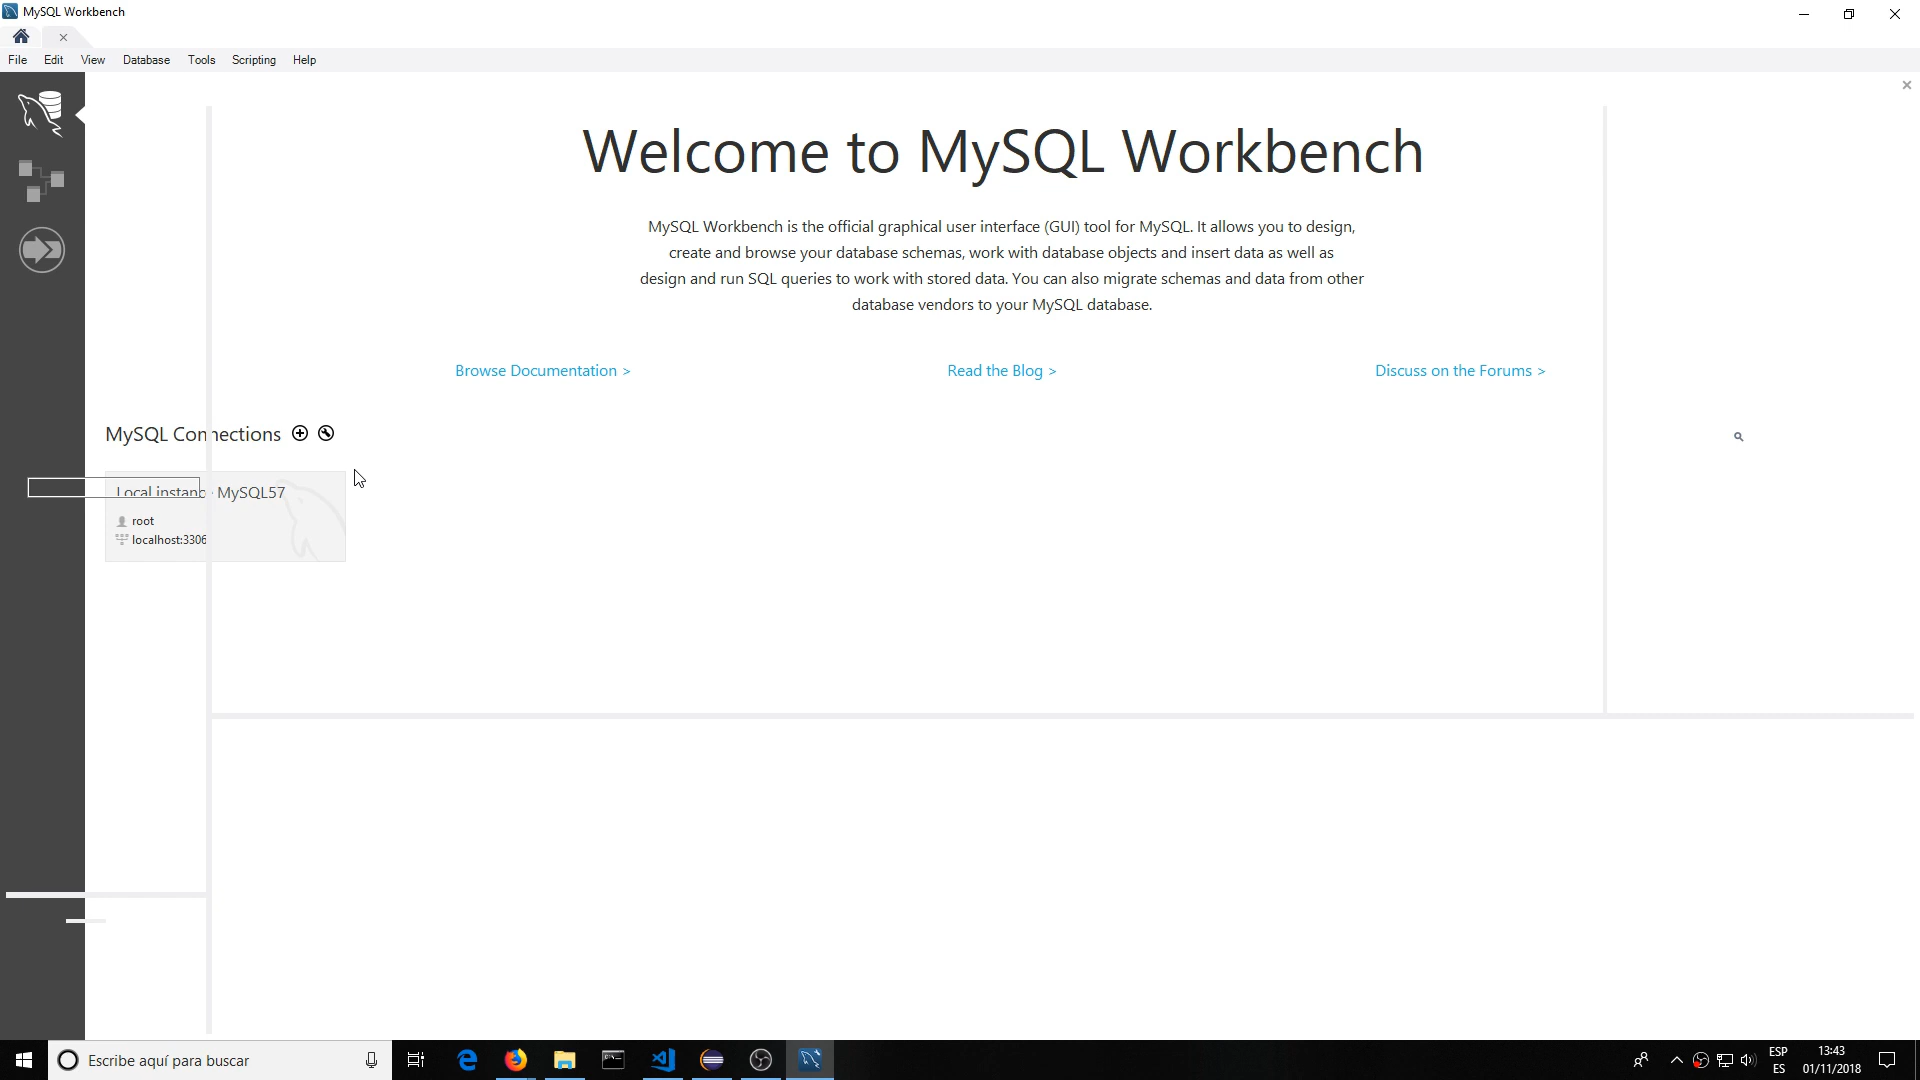 MySQL Workbench
File Edit View Database Tools Scripting Help
Welcome to MySQL Workbench
MySQL Workbench is the official graphical user interface (GUI) tool for MySQL. It allows you to design,
create and browse your database schemas, work with database objects and insert data as well as
design and run SQL queries to work with stored data. You can also migrate schemas and data from other
database vendors to your MySQL database.
Browse Documentation > Read the Blog > Discuss on the Forums >
MySQL Connections
Local instanc MySQL57
root
localhost:3306
Escribe aquí para buscar
ESP
ES
13:43
01/11/2018